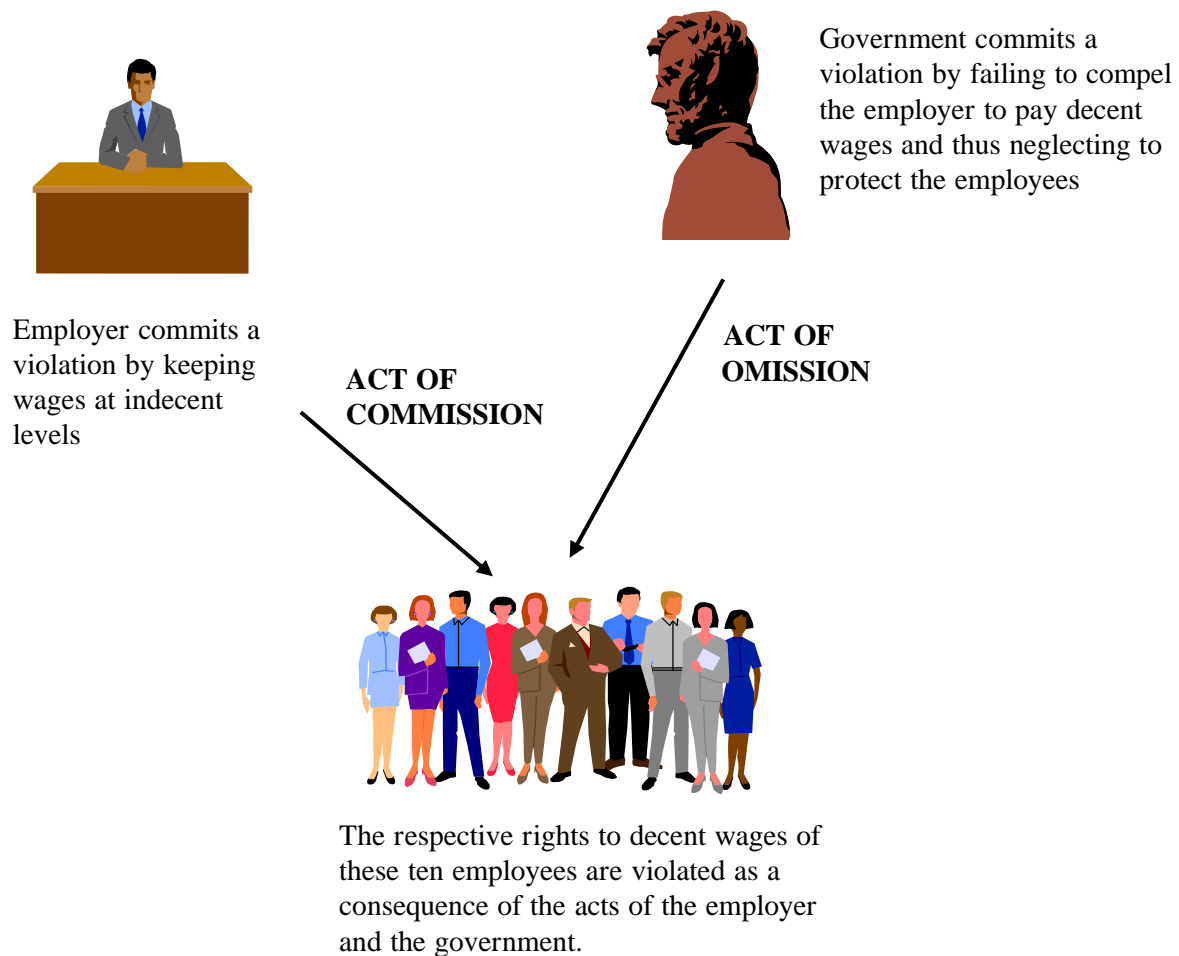 Government commits a
violation by failing to compel
the employer to pay decent
wages and thus neglecting to
protect the employees
Employer commits a
violation by keeping
wages at indecent
levels
ACT OF
COMMISSION
ACT OF
OMISSION
The respective rights to decent wages of
these ten employees are violated as a
consequence of the acts of the employer
and the government.